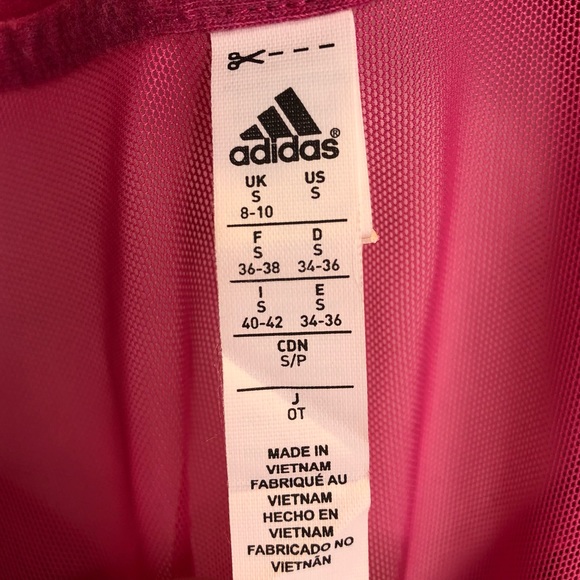 adidas®
UK US
S S
8-10
F D
S S
36-38 34-36
I E
S S
40-42 34-36
CDN
S/P
J
OT
MADE IN
VIETNAM
FABRIQUÉ AU
VIETNAM
HECHO EN
VIETNAM
FABRICADO NO
VIETNÃN